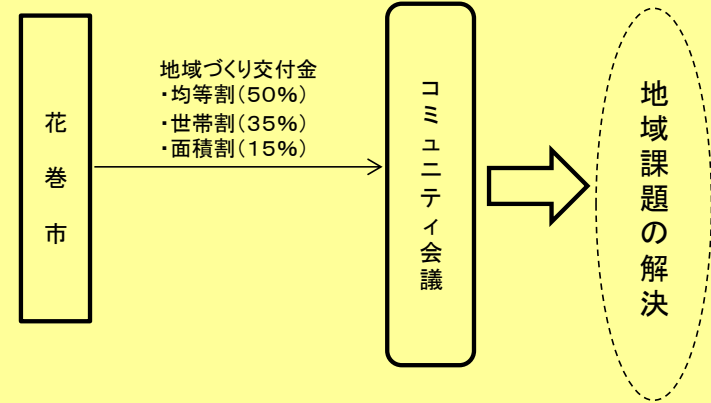 花巻市
地域づくり交付金
・均等割(50%)
・世帯割(35%)
・面積割(15%)
コミュニティ会議
地域課題の解決